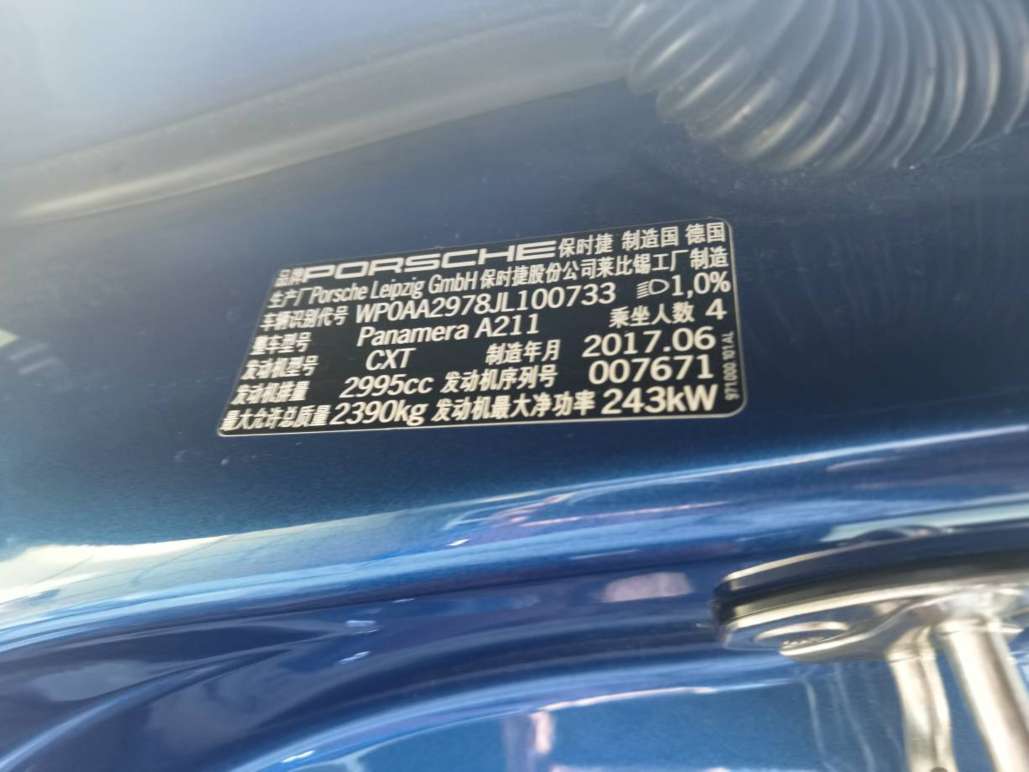 品牌PORSCHE保时捷 制造国 德国
生产厂Porsche Leipzig GmbH 保时捷股份公司莱比锡工厂制造
车辆识别代号 WP0AA2978JL100733 1,0%
整车型号 Panamera A211 乘坐人数 4
发动机型号 CXT 制造年月 2017.06
发动机排量 2995cc 发动机序列号 007671
最大允许总质量 2390kg 发动机最大净功率 243kW
971.000.101 AL